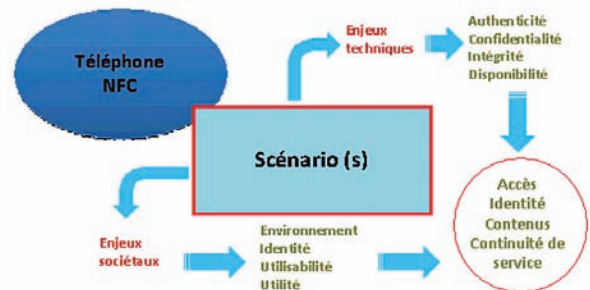 Téléphone
NFC
Enjeux
techniques
Authenticité
Confidentialité
Intégrité
Disponibilité
Scénario (s)
Accès
Identité
Contenus
Continuité de
service
Enjeux
sociétaux
Environnement
Identité
Utilisabilité
Utilité